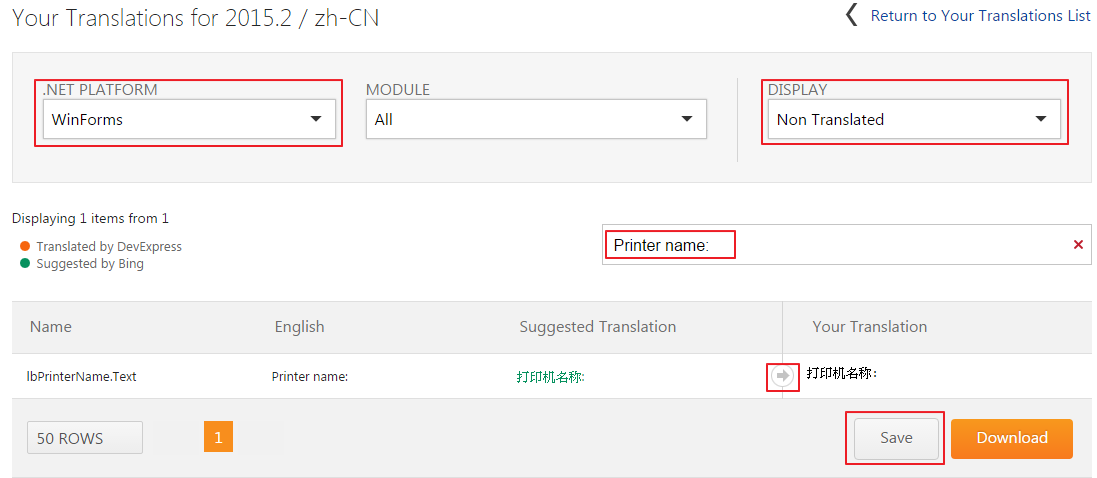 Your Translations for 2015.2 / zh-CN
Return to Your Translations List
.NET PLATFORM
MODULE
DISPLAY
WinForms
All
Non Translated
Displaying 1 items from 1
Translated by DevExpress
Suggested by Bing
Printer name:
Name
English
Suggested Translation
Your Translation
lbPrinterName.Text
Printer name:
打印机名称:
打印机名称：
50 ROWS
1
Save
Download